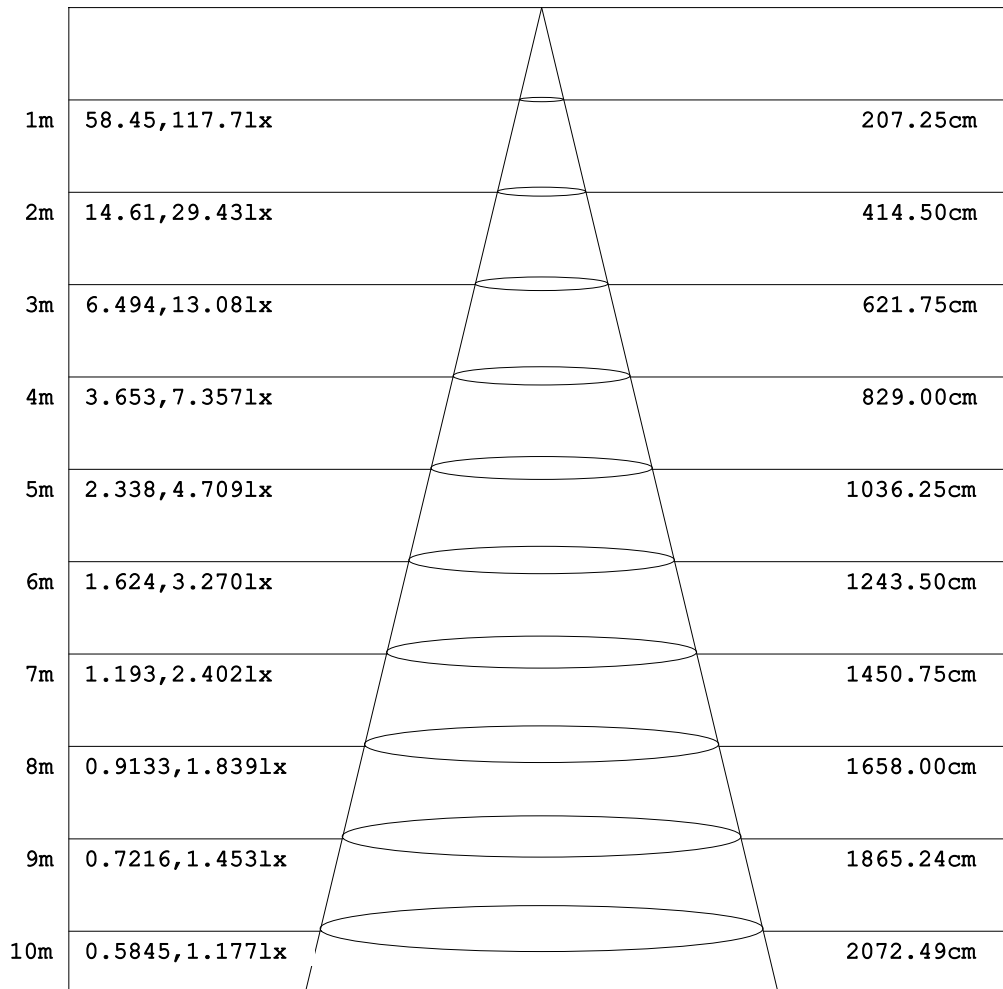 1m 58.45,117.7lx 207.25cm
2m 14.61,29.43lx 414.50cm
3m 6.494,13.08lx 621.75cm
4m 3.653,7.357lx 829.00cm
5m 2.338,4.709lx 1036.25cm
6m 1.624,3.270lx 1243.50cm
7m 1.193,2.402lx 1450.75cm
8m 0.9133,1.839lx 1658.00cm
9m 0.7216,1.453lx 1865.24cm
10m 0.5845,1.177lx 2072.49cm